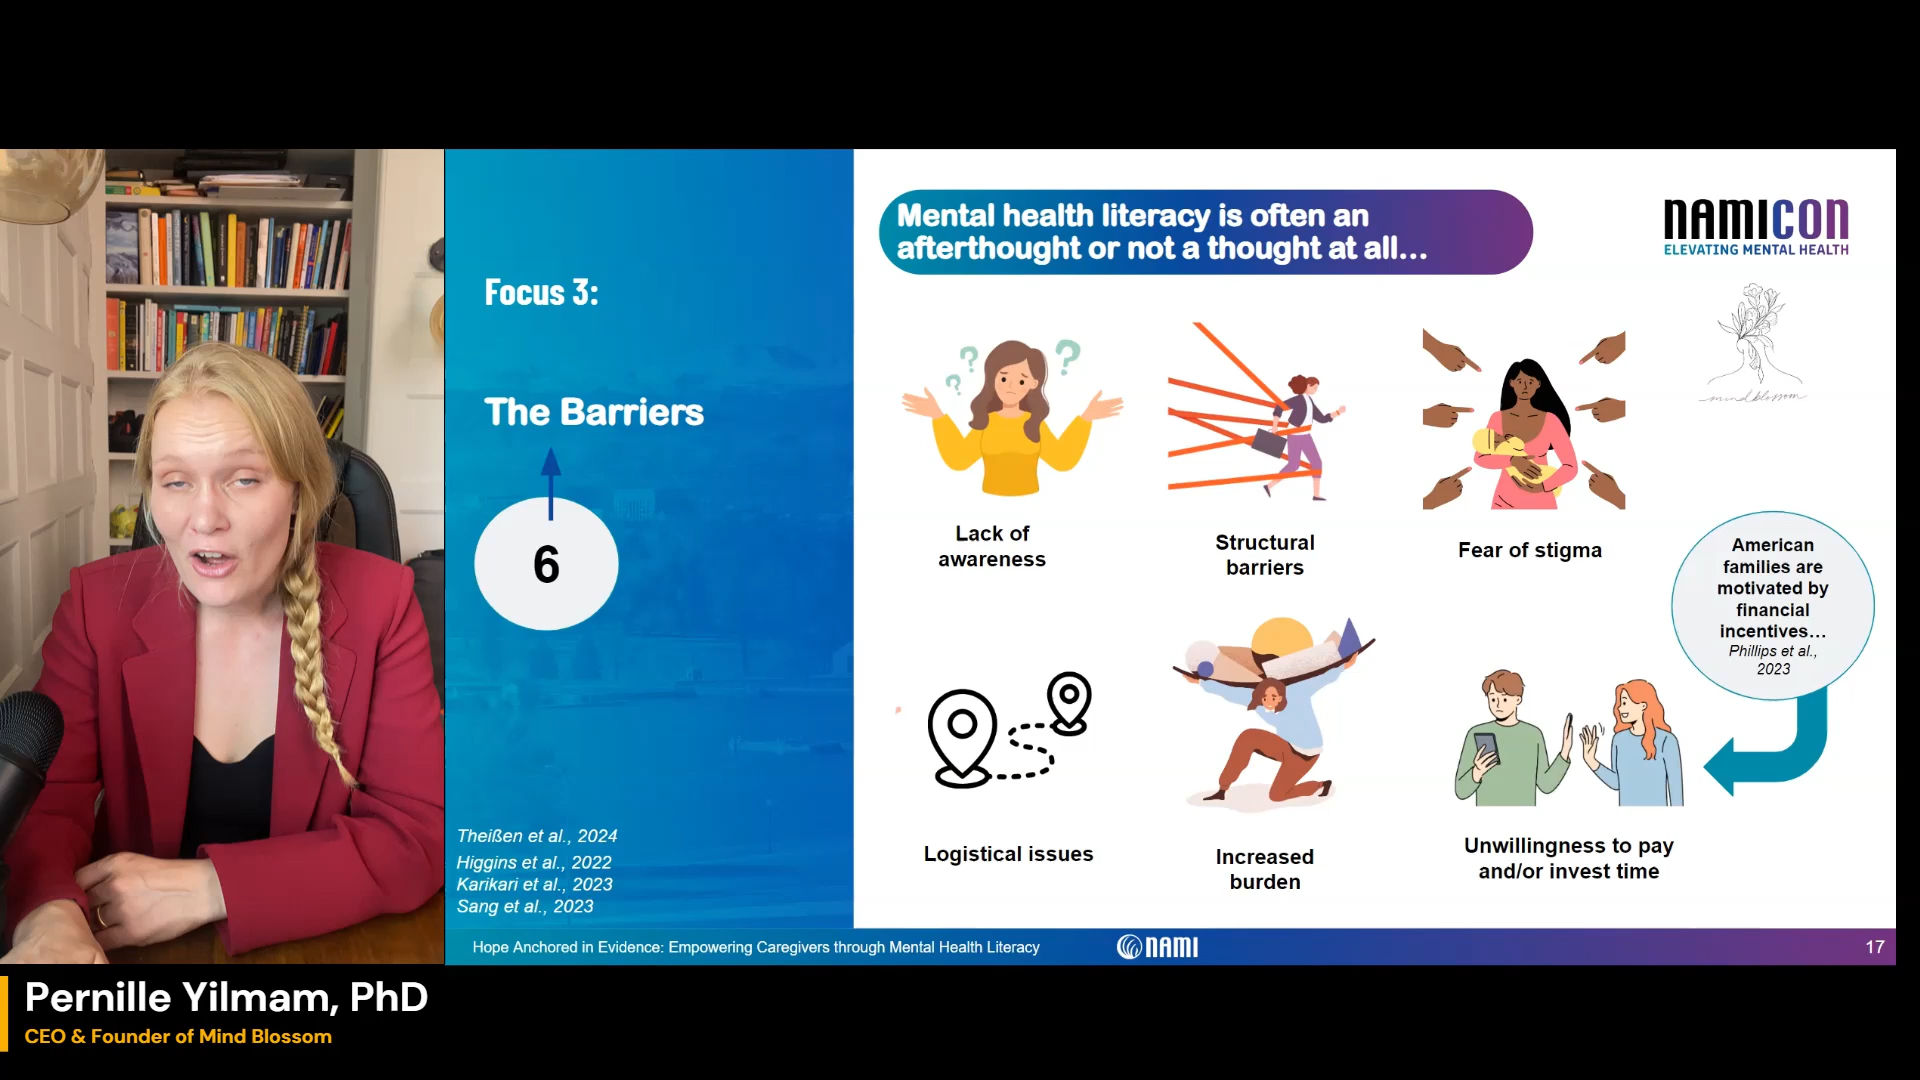 Focus 3:
The Barriers
6
Theißen et al., 2024
Higgins et al., 2022
Karikari et al., 2023
Sang et al., 2023
Mental health literacy is often an
afterthought or not a thought at all...
NAMICON
ELEVATING MENTAL HEALTH
mindblossom
? ? ?
Lack of
awareness
Structural
barriers
Fear of stigma
American
families are
motivated by
financial
incentives...
Phillips et al.,
2023
Logistical issues
Increased
burden
Unwillingness to pay
and/or invest time
Hope Anchored in Evidence: Empowering Caregivers through Mental Health Literacy
NAMI
17
Pernille Yilmam, PhD
CEO & Founder of Mind Blossom